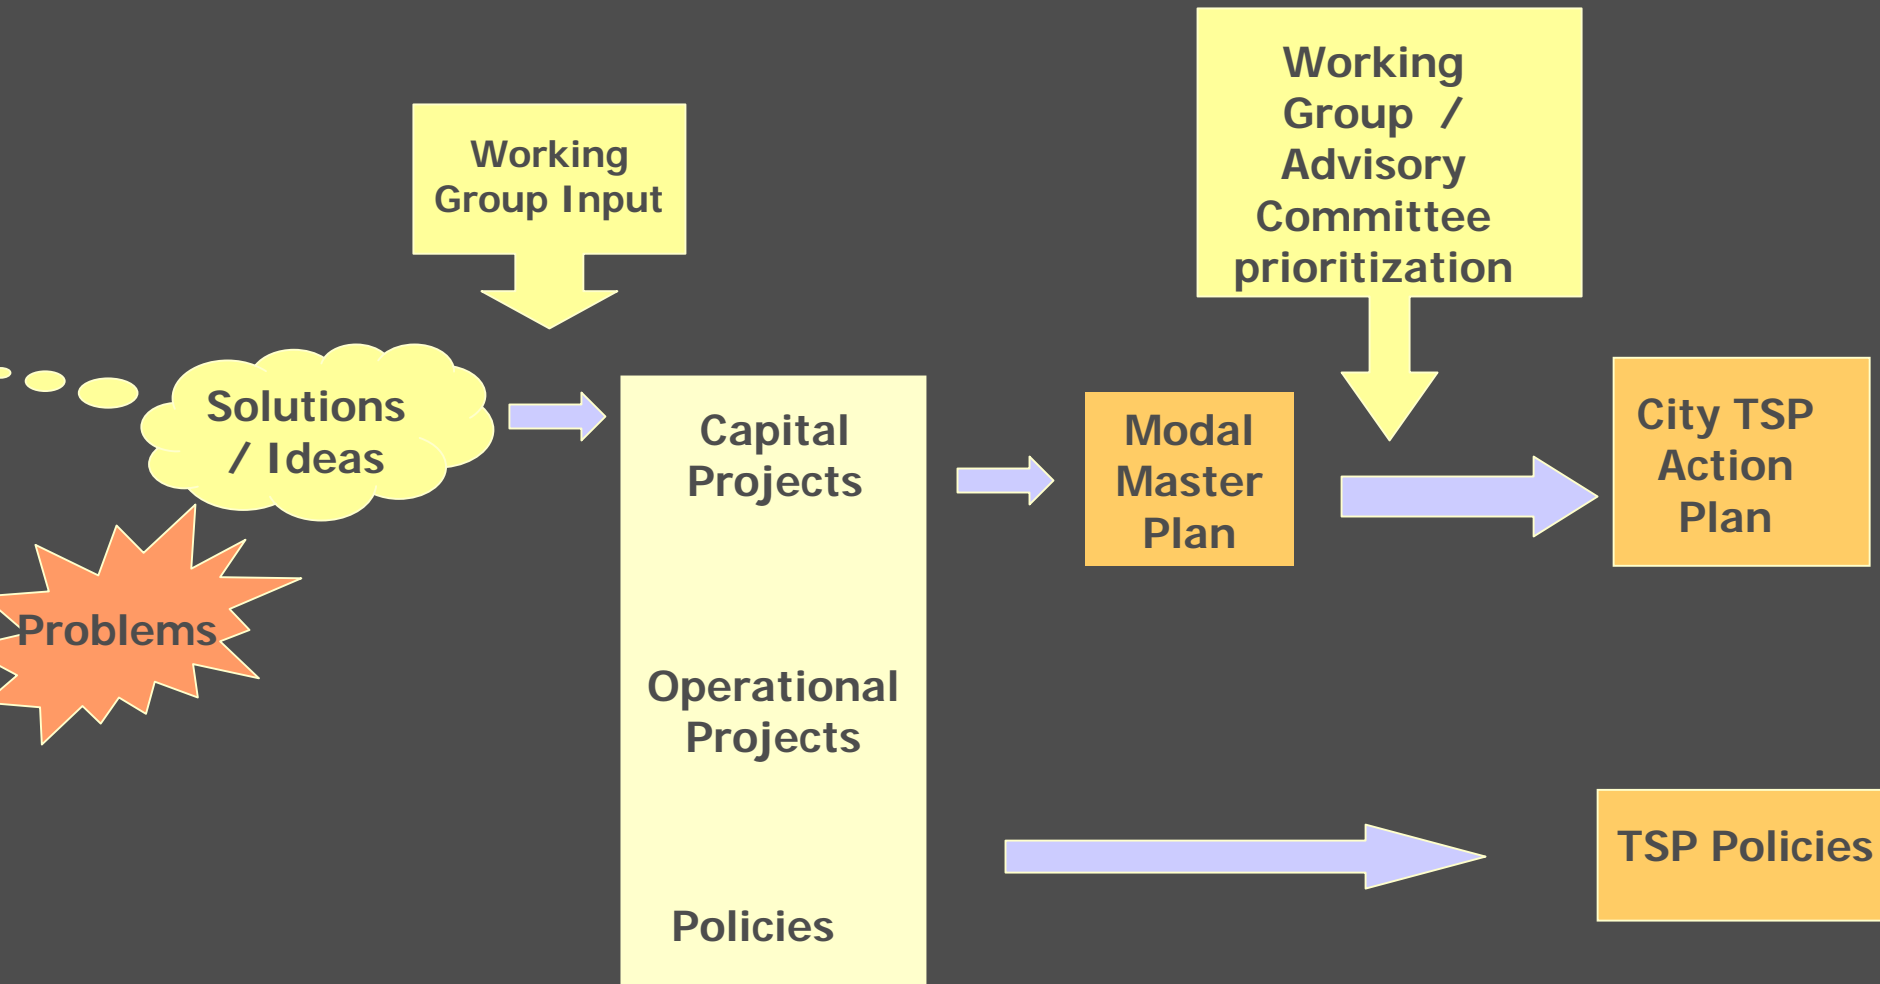 Working
Group Input
Working
Group /
Advisory
Committee
prioritization
Solutions
/ Ideas
Problems
Capital
Projects
Operational
Projects
Policies
Modal
Master
Plan
City TSP
Action
Plan
TSP Policies